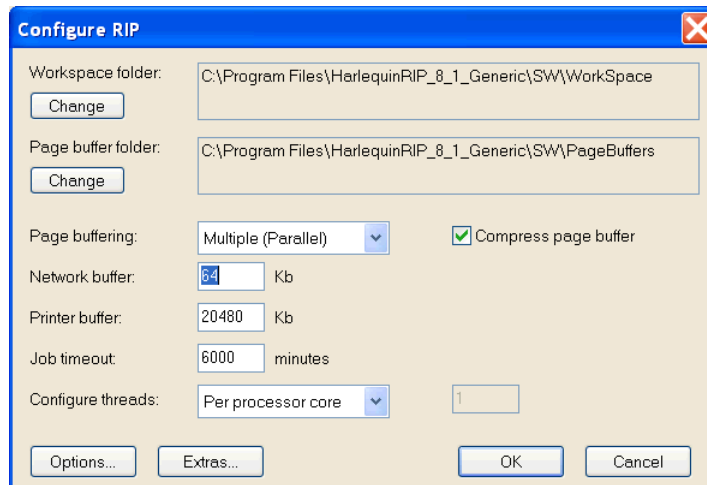 Configure RIP
Workspace folder: C:\Program Files\HarlequinRIP_8_1_Generic\SW\WorkSpace
Change
Page buffer folder: C:\Program Files\HarlequinRIP_8_1_Generic\SW\PageBuffers
Change
Page buffering: Multiple (Parallel) Compress page buffer
Network buffer: 64 Kb
Printer buffer: 20480 Kb
Job timeout: 6000 minutes
Configure threads: Per processor core 1
Options... Extras... OK Cancel